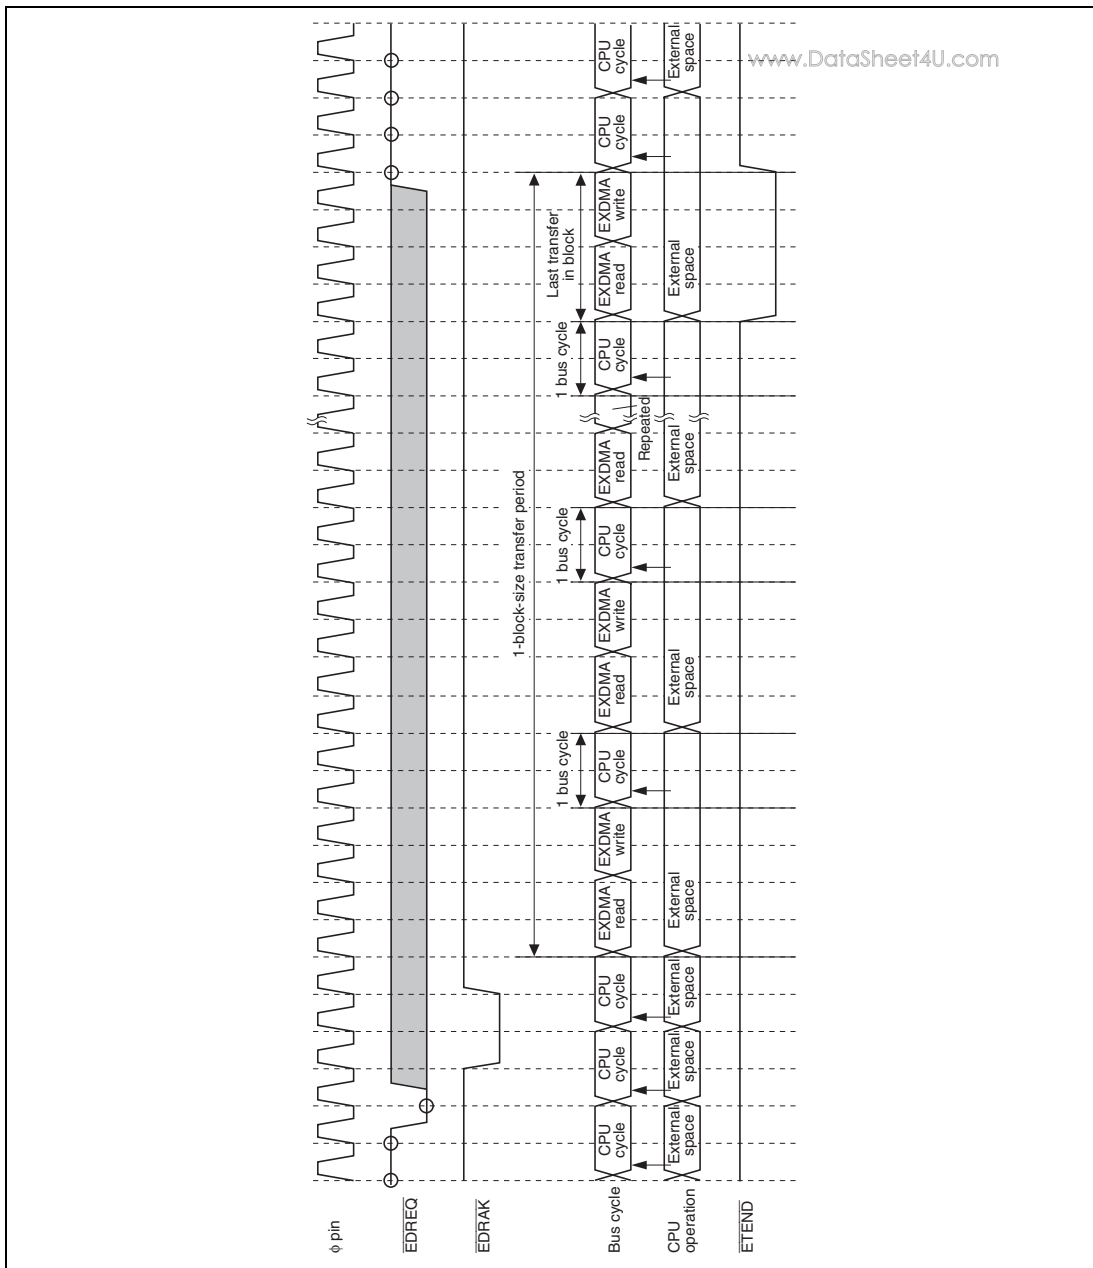 www.DataSheet4U.com
φ pin
EDREQ
EDRAK
1-block-size transfer period
1 bus cycle
1 bus cycle
1 bus cycle
Last transfer
in block
Bus cycle
CPU
cycle
CPU
cycle
CPU
cycle
EXDMA
read
EXDMA
write
CPU
cycle
EXDMA
read
EXDMA
write
CPU
cycle
EXDMA
read
Repeated
CPU
cycle
EXDMA
read
EXDMA
write
CPU
cycle
CPU
cycle
CPU
operation
External
space
External
space
External
space
External
space
External
space
External
space
External
space
External
space
ETEND